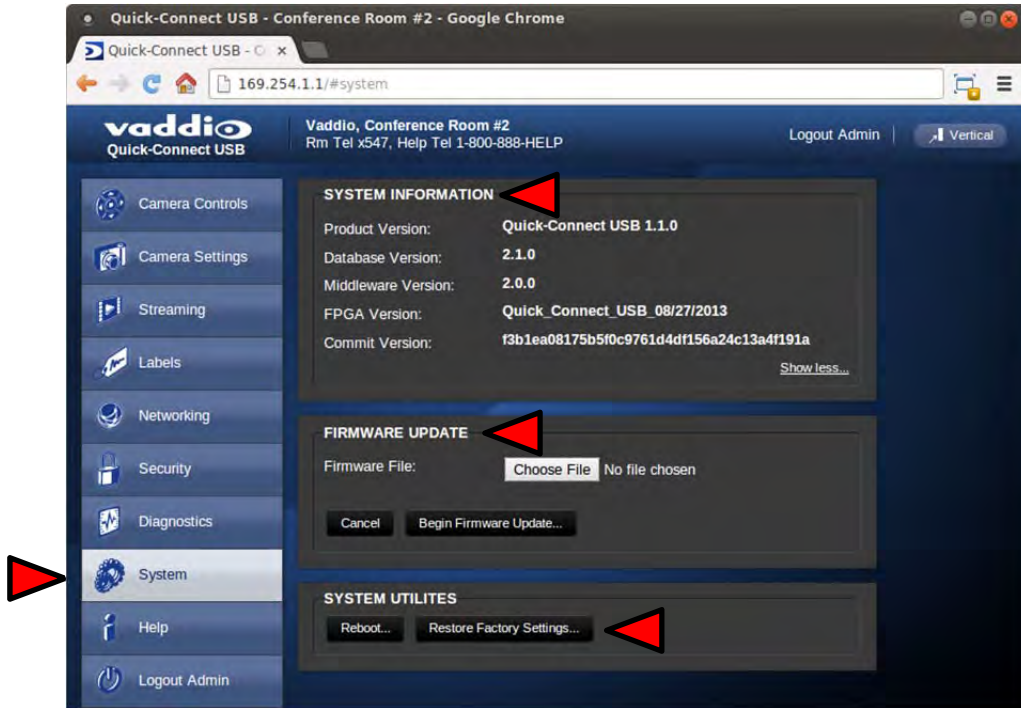 Quick-Connect USB - Conference Room #2 - Google Chrome
Quick-Connect USB - C
169.254.1.1/#system
vaddio
Quick-Connect USB
Vaddio, Conference Room #2
Rm Tel x547, Help Tel 1-800-888-HELP
Logout Admin
Vertical
Camera Controls
Camera Settings
Streaming
Labels
Networking
Security
Diagnostics
System
Help
Logout Admin
SYSTEM INFORMATION
Product Version: Quick-Connect USB 1.1.0
Database Version: 2.1.0
Middleware Version: 2.0.0
FPGA Version: Quick_Connect_USB_08/27/2013
Commit Version: f3b1ea08175b5f0c9761d4df156a24c13a4f191a
Show less...
FIRMWARE UPDATE
Firmware File: Choose File No file chosen
Cancel Begin Firmware Update...
SYSTEM UTILITES
Reboot... Restore Factory Settings...